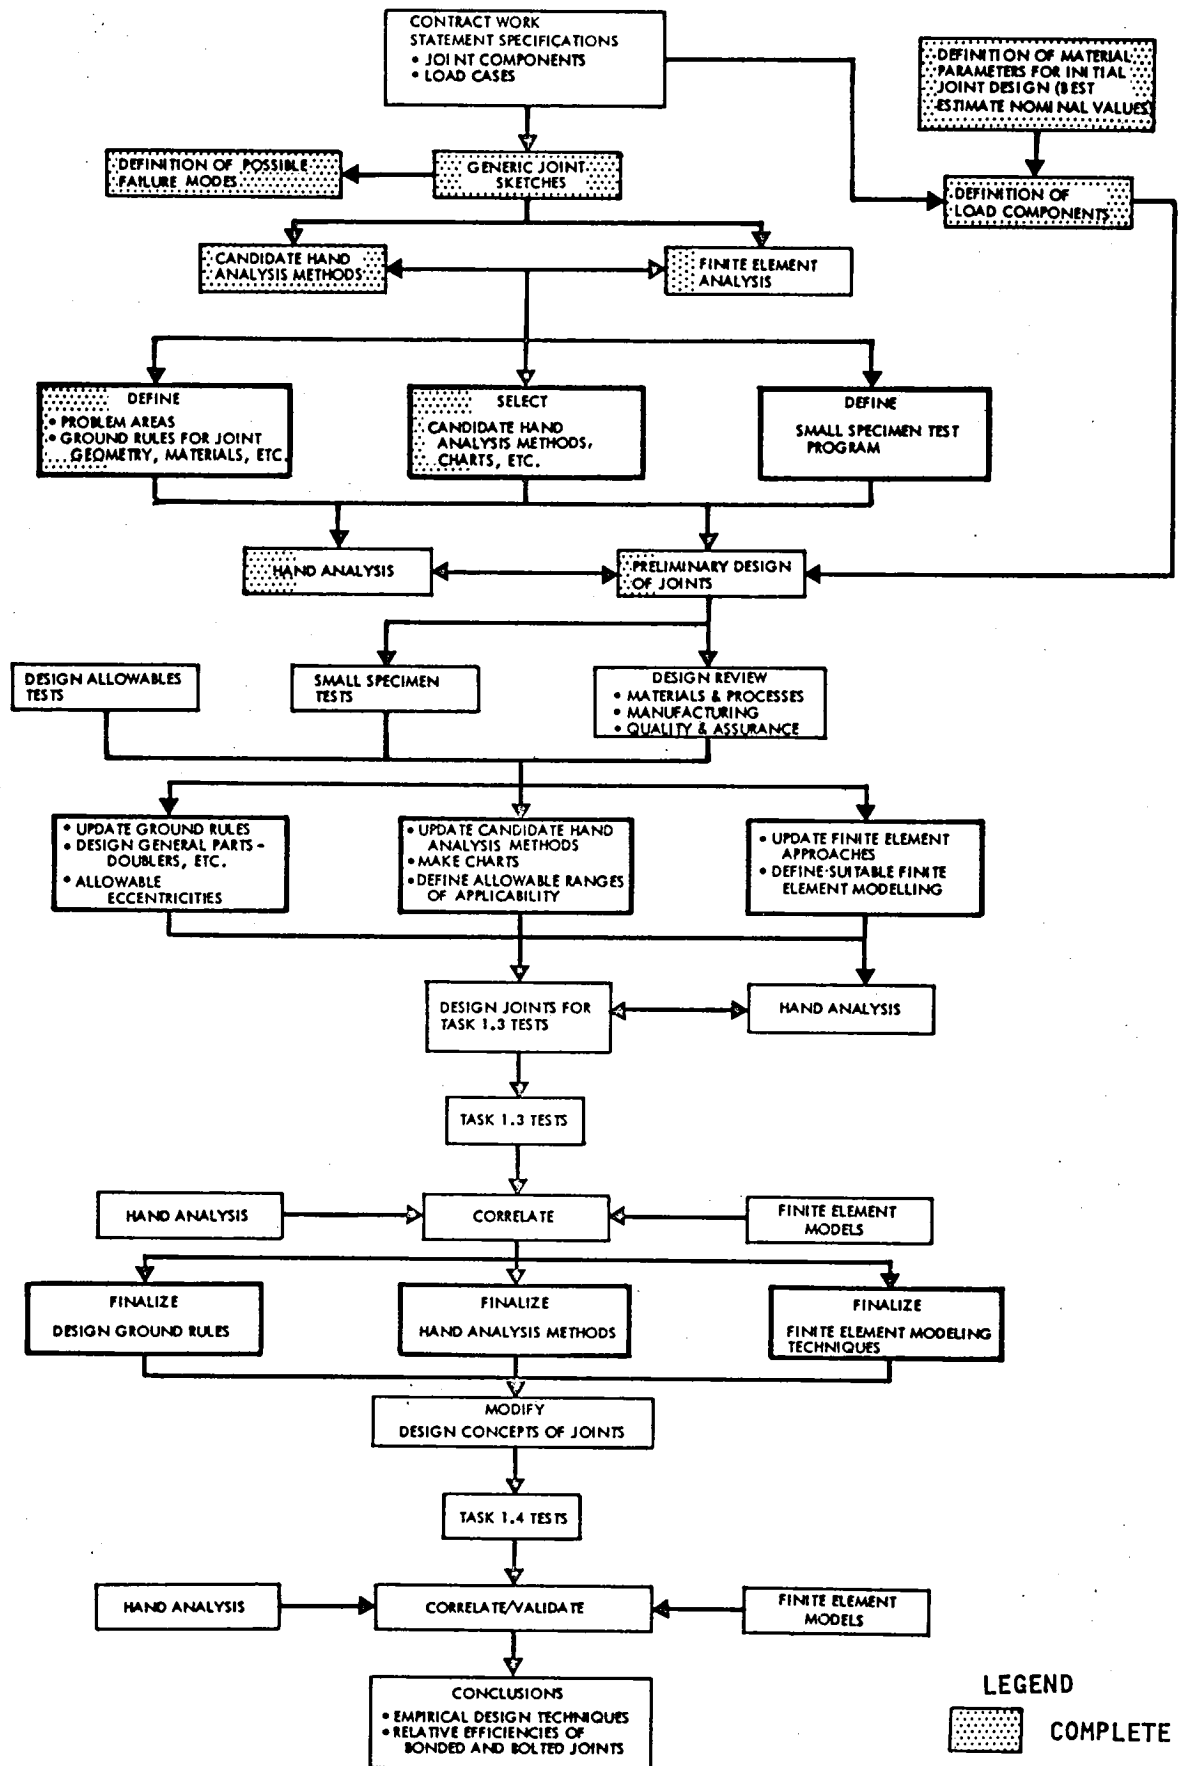 CONTRACT WORK
STATEMENT SPECIFICATIONS
• JOINT COMPONENTS
• LOAD CASES
DEFINITION OF MATERIAL
PARAMETERS FOR INITIAL
JOINT DESIGN (BEST
ESTIMATE NOMINAL VALUES)
DEFINITION OF POSSIBLE
FAILURE MODES
GENERIC JOINT
SKETCHES
DEFINITION OF
LOAD COMPONENTS
CANDIDATE HAND
ANALYSIS METHODS
FINITE ELEMENT
ANALYSIS
DEFINE
• PROBLEM AREAS
• GROUND RULES FOR JOINT
GEOMETRY, MATERIALS, ETC.
SELECT
CANDIDATE HAND
ANALYSIS METHODS,
CHARTS, ETC.
DEFINE
SMALL SPECIMEN TEST
PROGRAM
HAND ANALYSIS
PRELIMINARY DESIGN
OF JOINTS
DESIGN ALLOWABLES
TESTS
SMALL SPECIMEN
TESTS
DESIGN REVIEW
• MATERIALS & PROCESSES
• MANUFACTURING
• QUALITY & ASSURANCE
• UPDATE GROUND RULES
• DESIGN GENERAL PARTS -
DOUBLERS, ETC.
• ALLOWABLE
ECCENTRICITIES
• UPDATE CANDIDATE HAND
ANALYSIS METHODS
• MAKE CHARTS
• DEFINE ALLOWABLE RANGES
OF APPLICABILITY
• UPDATE FINITE ELEMENT
APPROACHES
• DEFINE SUITABLE FINITE
ELEMENT MODELLING
DESIGN JOINTS FOR
TASK 1.3 TESTS
HAND ANALYSIS
TASK 1.3 TESTS
HAND ANALYSIS
CORRELATE
FINITE ELEMENT
MODELS
FINALIZE
DESIGN GROUND RULES
FINALIZE
HAND ANALYSIS METHODS
FINALIZE
FINITE ELEMENT MODELING
TECHNIQUES
MODIFY
DESIGN CONCEPTS OF JOINTS
TASK 1.4 TESTS
HAND ANALYSIS
CORRELATE/VALIDATE
FINITE ELEMENT
MODELS
CONCLUSIONS
• EMPIRICAL DESIGN TECHNIQUES
• RELATIVE EFFICIENCIES OF
BONDED AND BOLTED JOINTS
LEGEND
COMPLETE